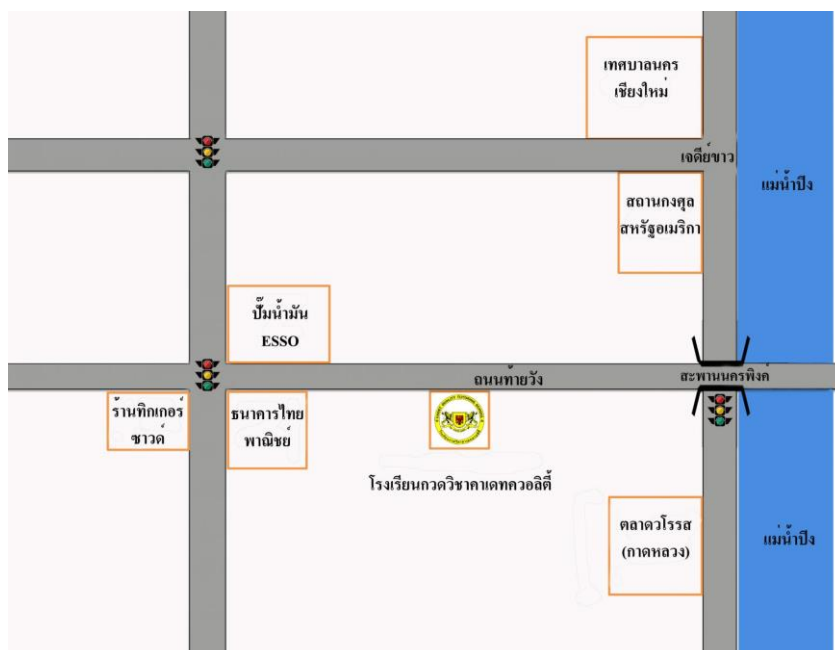 เทศบาลนคร
เชียงใหม่
เจดีย์ขาว
แม่น้ำปิง
สถานกงศุล
สหรัฐอเมริกา
ปั๊มน้ำมัน
ESSO
ถนนท้ายวัง
สะพานนครพิงค์
ร้านทิกเกอร์
ซาวด์
ธนาคารไทย
พาณิชย์
โรงเรียนกวดวิชาคาเดทควอลิตี้
ตลาดวโรรส
(กาดหลวง)
แม่น้ำปิง